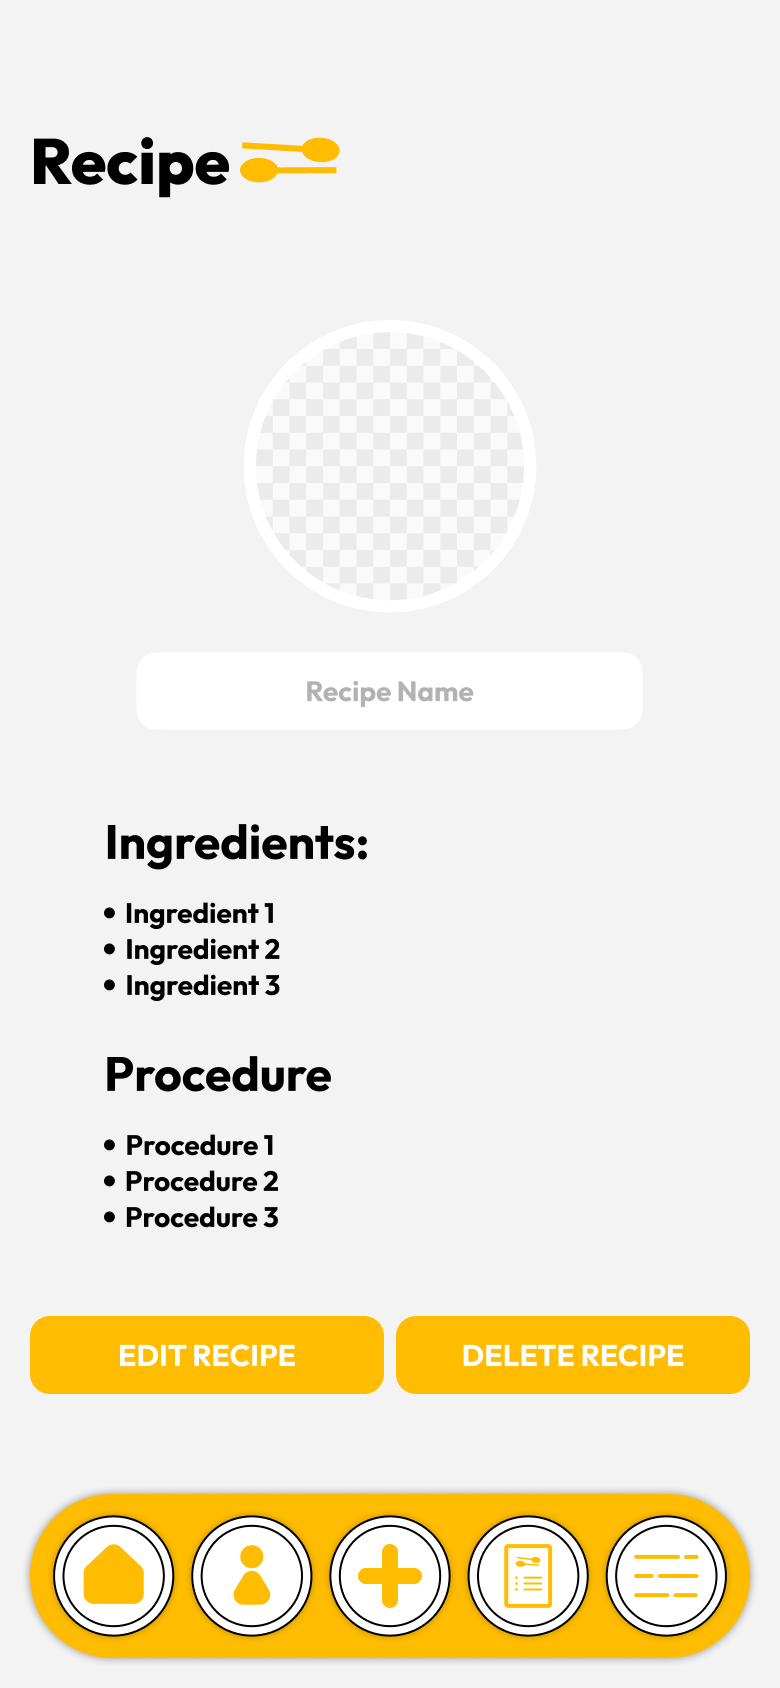 Recipe
Recipe Name
Ingredients:
• Ingredient 1
• Ingredient 2
• Ingredient 3
Procedure
• Procedure 1
• Procedure 2
• Procedure 3
EDIT RECIPE
DELETE RECIPE